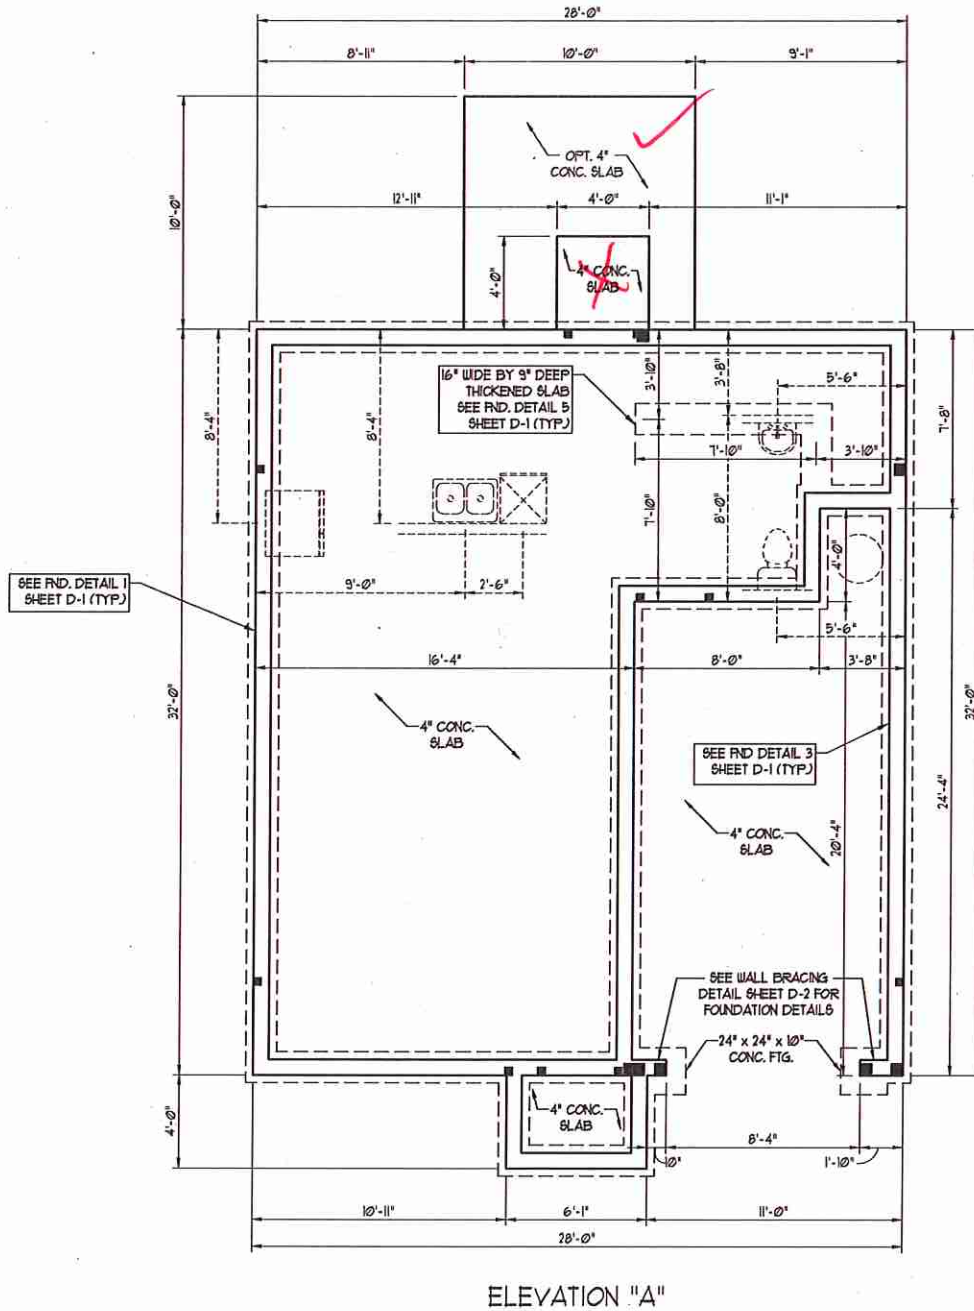 28'-0"
8'-11"
10'-0"
9'-1"
OPT. 4"
CONC. SLAB
12'-11"
4'-0"
11'-1"
10'-0"
4'-0"
4" CONC.
SLAB
16" WIDE BY 9" DEEP
THICKENED SLAB
SEE FND. DETAIL 5
SHEET D-1 (TYP.)
3'-10"
3'-8"
5'-6"
7'-8"
8'-4"
8'-4"
7'-10"
3'-10"
7'-10"
8'-0"
4'-0"
SEE FND. DETAIL 1
SHEET D-1 (TYP.)
9'-0"
2'-6"
5'-6"
16'-4"
8'-0"
3'-8"
32'-0"
4" CONC.
SLAB
SEE FND DETAIL 3
SHEET D-1 (TYP.)
32'-0"
24'-4"
4" CONC.
SLAB
20'-4"
SEE WALL BRACING
DETAIL SHEET D-2 FOR
FOUNDATION DETAILS
24" x 24" x 10"
CONC. FTG.
4'-0"
4" CONC.
SLAB
8'-4"
10"
1'-10"
10'-11"
6'-1"
11'-0"
28'-0"
ELEVATION "A"